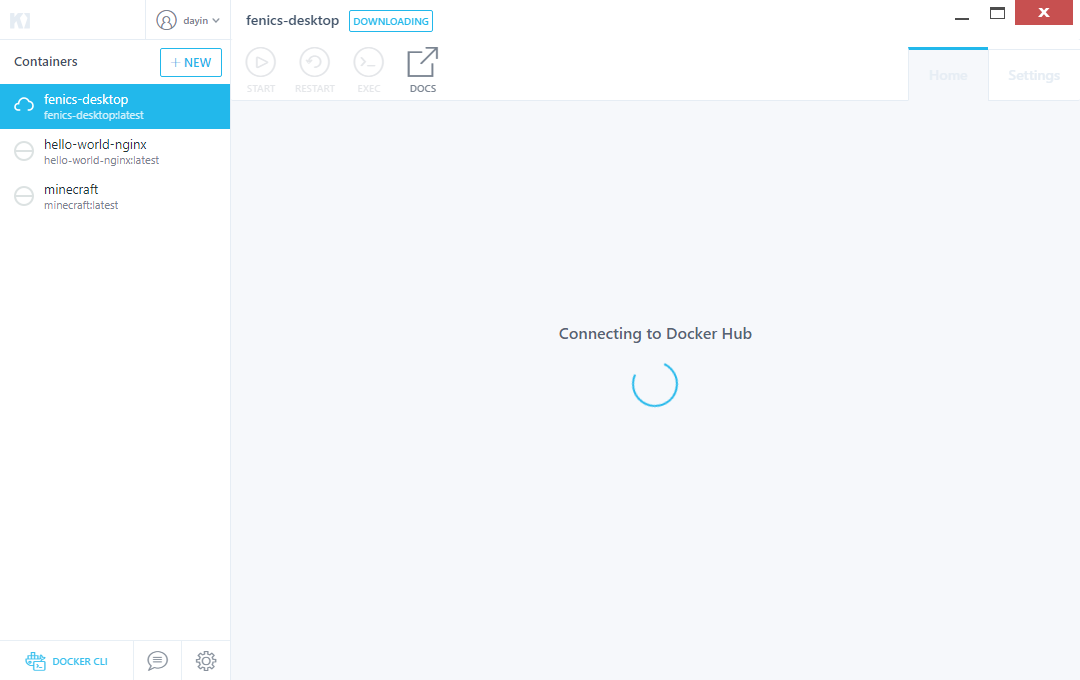 dayin
fenics-desktop DOWNLOADING
Containers
+ NEW
START RESTART EXEC DOCS
Home Settings
fenics-desktop
fenics-desktop:latest
hello-world-nginx
hello-world-nginx:latest
minecraft
minecraft:latest
Connecting to Docker Hub
DOCKER CLI